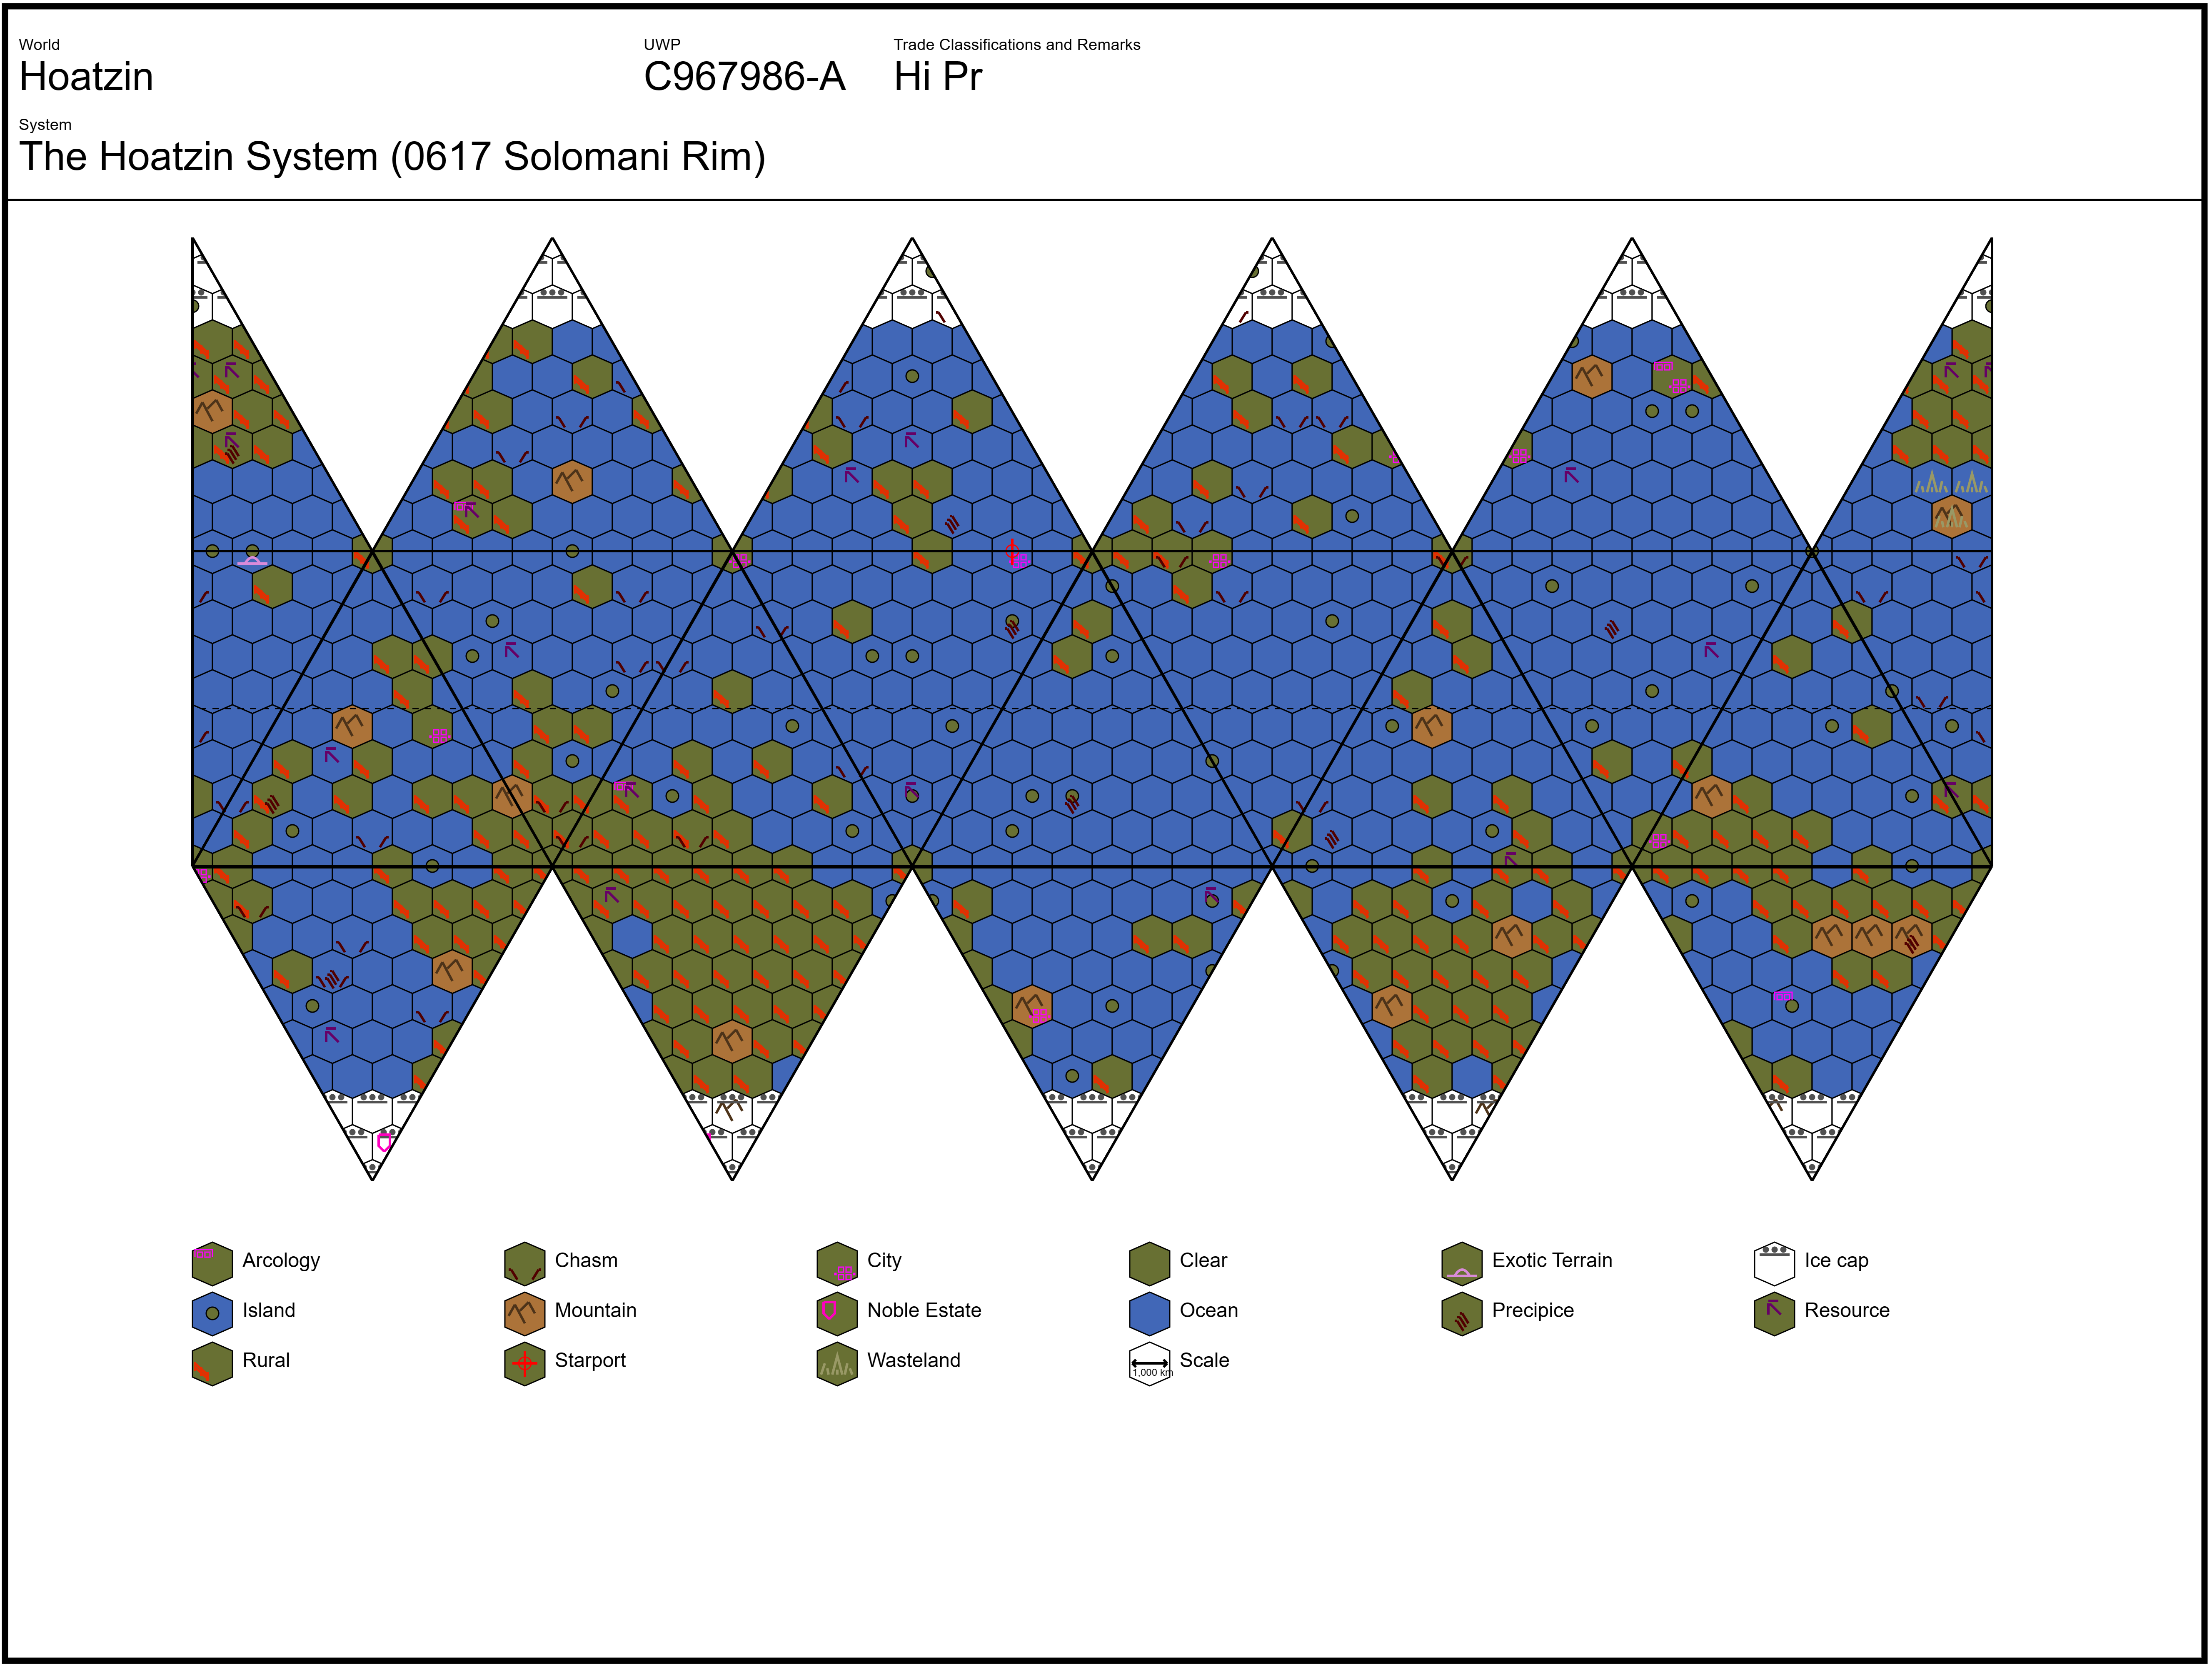 World UWP Trade Classifications and Remarks
Hoatzin C967986-A Hi Pr
System
The Hoatzin System (0617 Solomani Rim)
Arcology Chasm City Clear Exotic Terrain Ice cap
Island Mountain Noble Estate Ocean Precipice Resource
Rural Starport Wasteland 1,000 km Scale